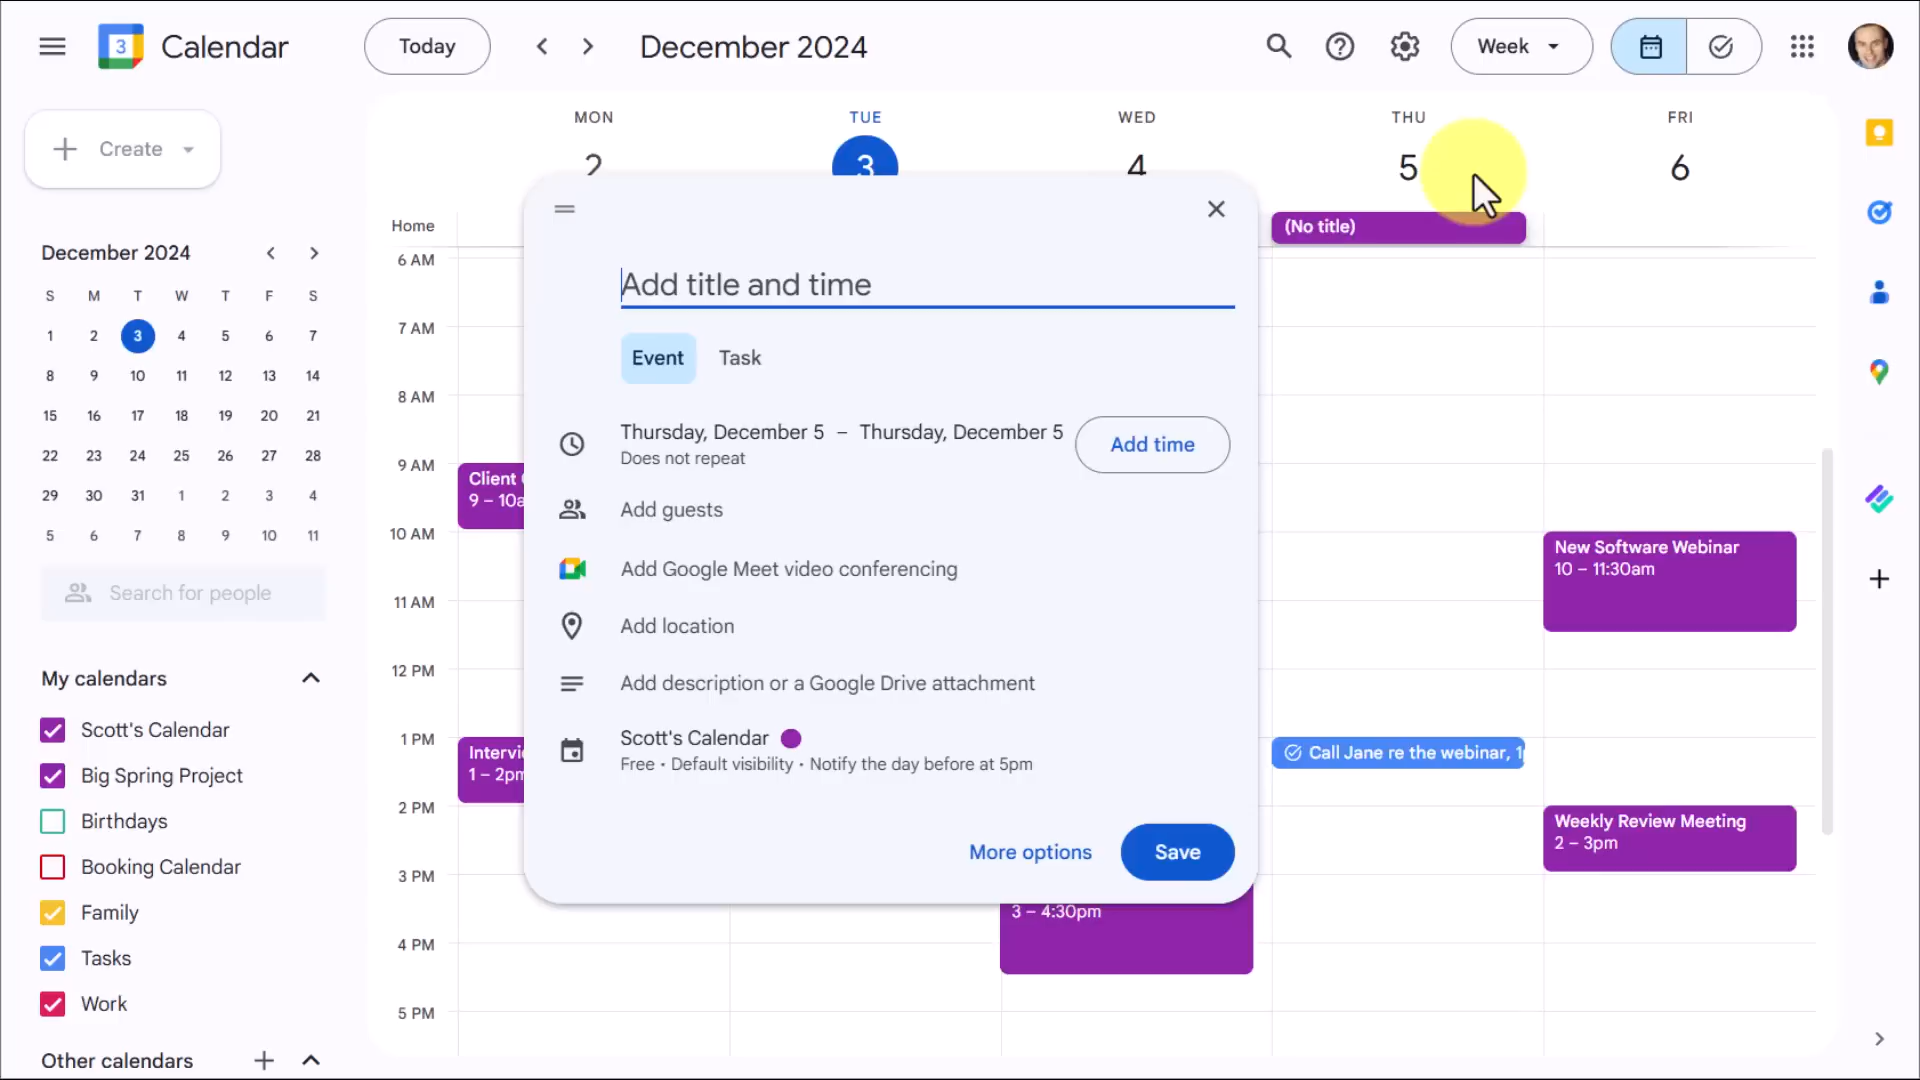 3
Calendar
Today
December 2024
Week
Create
December 2024
S M T W T F S
1 2 3 4 5 6 7
8 9 10 11 12 13 14
15 16 17 18 19 20 21
22 23 24 25 26 27 28
29 30 31 1 2 3 4
5 6 7 8 9 10 11
Search for people
My calendars
Scott's Calendar
Big Spring Project
Birthdays
Booking Calendar
Family
Tasks
Work
Other calendars
MON TUE WED THU FRI
2 3 4 5 6
Home
(No title)
6 AM
7 AM
8 AM
9 AM
10 AM
11 AM
12 PM
1 PM
2 PM
3 PM
4 PM
5 PM
Client
9 – 10a
Intervi
1 – 2pm
Add title and time
Event Task
Thursday, December 5 – Thursday, December 5
Does not repeat
Add time
Add guests
Add Google Meet video conferencing
Add location
Add description or a Google Drive attachment
Scott's Calendar
Free • Default visibility • Notify the day before at 5pm
More options
Save
3 – 4:30pm
Call Jane re the webinar, 1
New Software Webinar
10 – 11:30am
Weekly Review Meeting
2 – 3pm